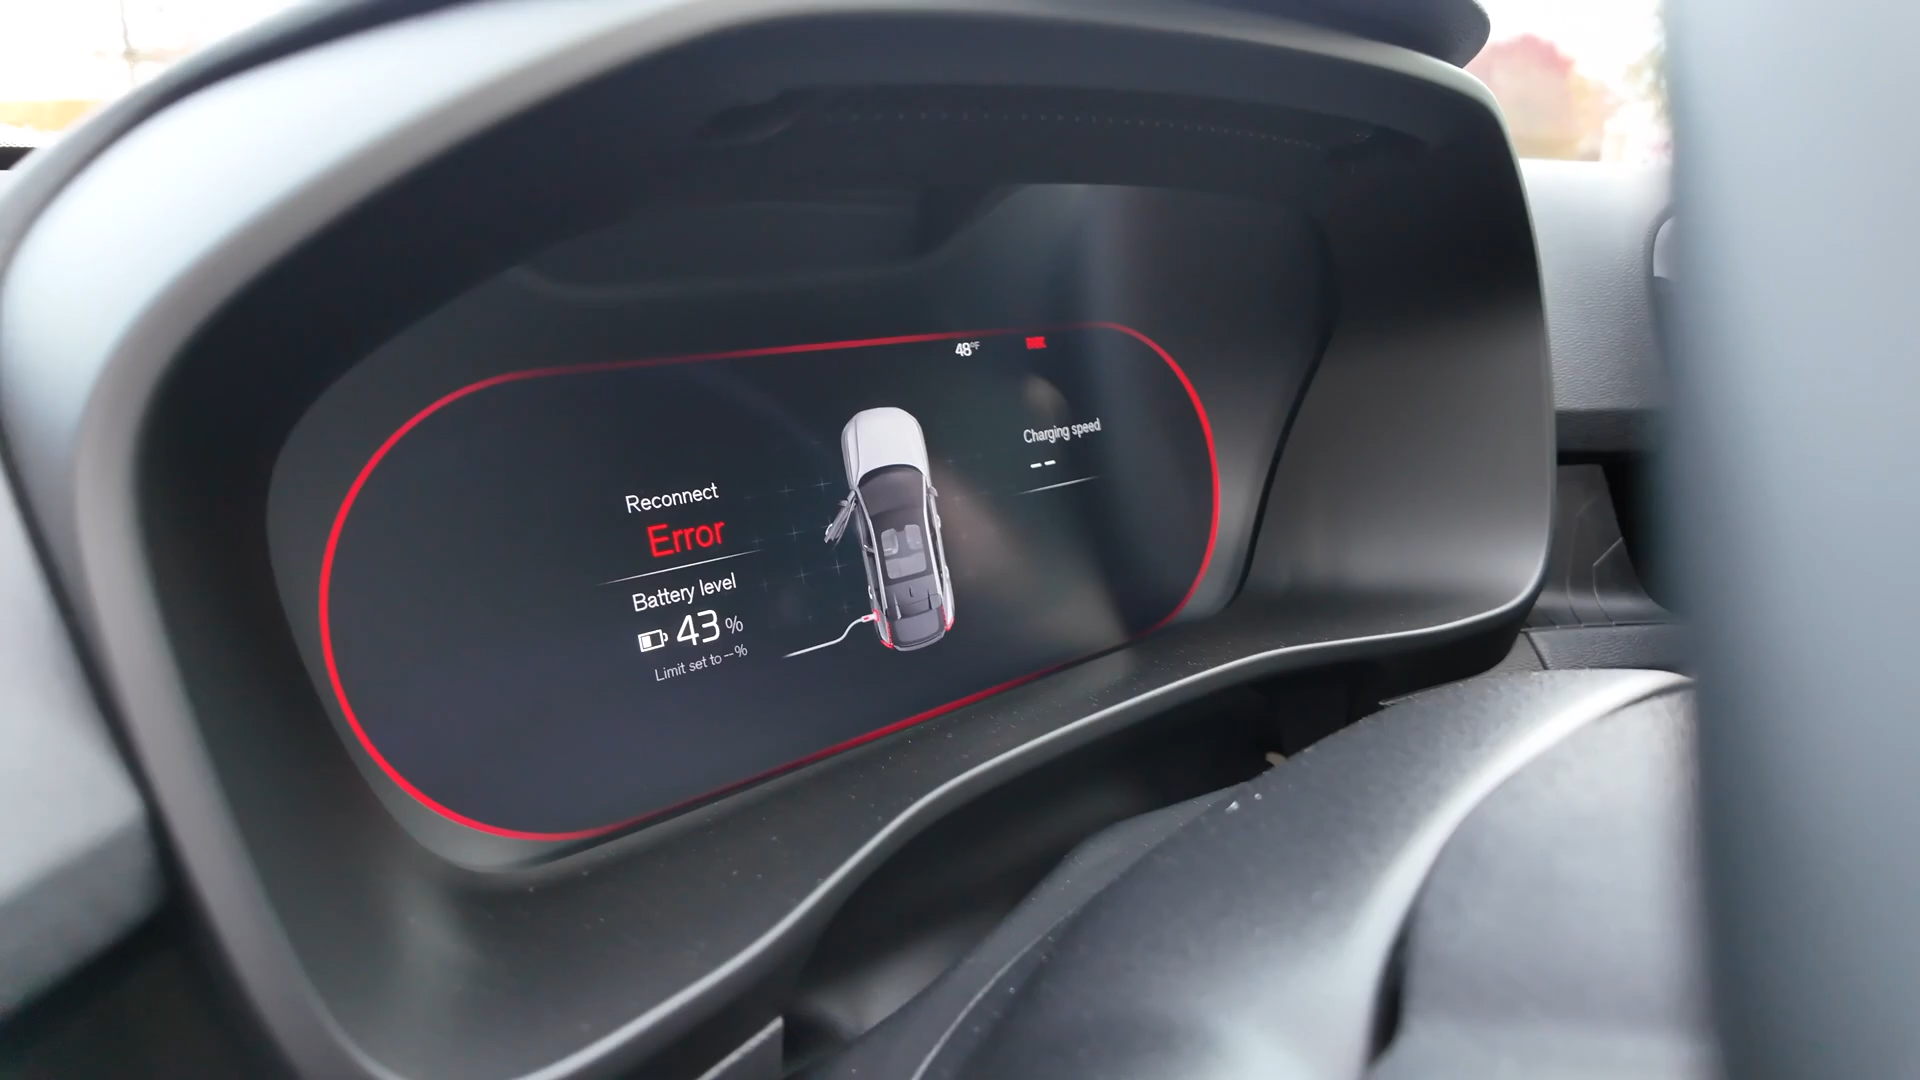 48°F
Charging speed
--
Reconnect
Error
Battery level
43 %
Limit set to --%